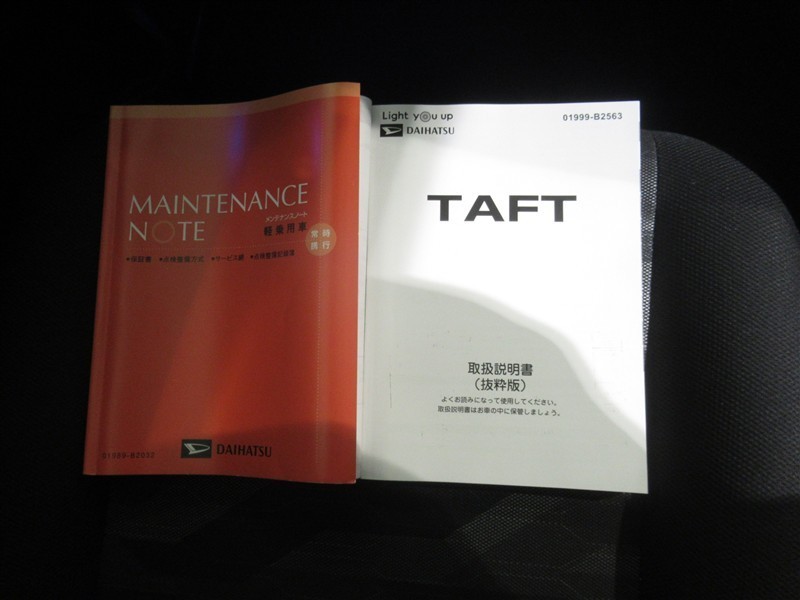 MAINTENANCE
NOTE
メンテナンスノート
軽乗用車
常時
携行
●保証書 ●点検整備方式 ●サービス網 ●点検整備記録簿
DAIHATSU
01089-B2032
Light you up
DAIHATSU
01999-B2563
TAFT
取扱説明書
（抜粋版）
よくお読みになって使用してください。
取扱説明書はお車の中に保管しましょう。